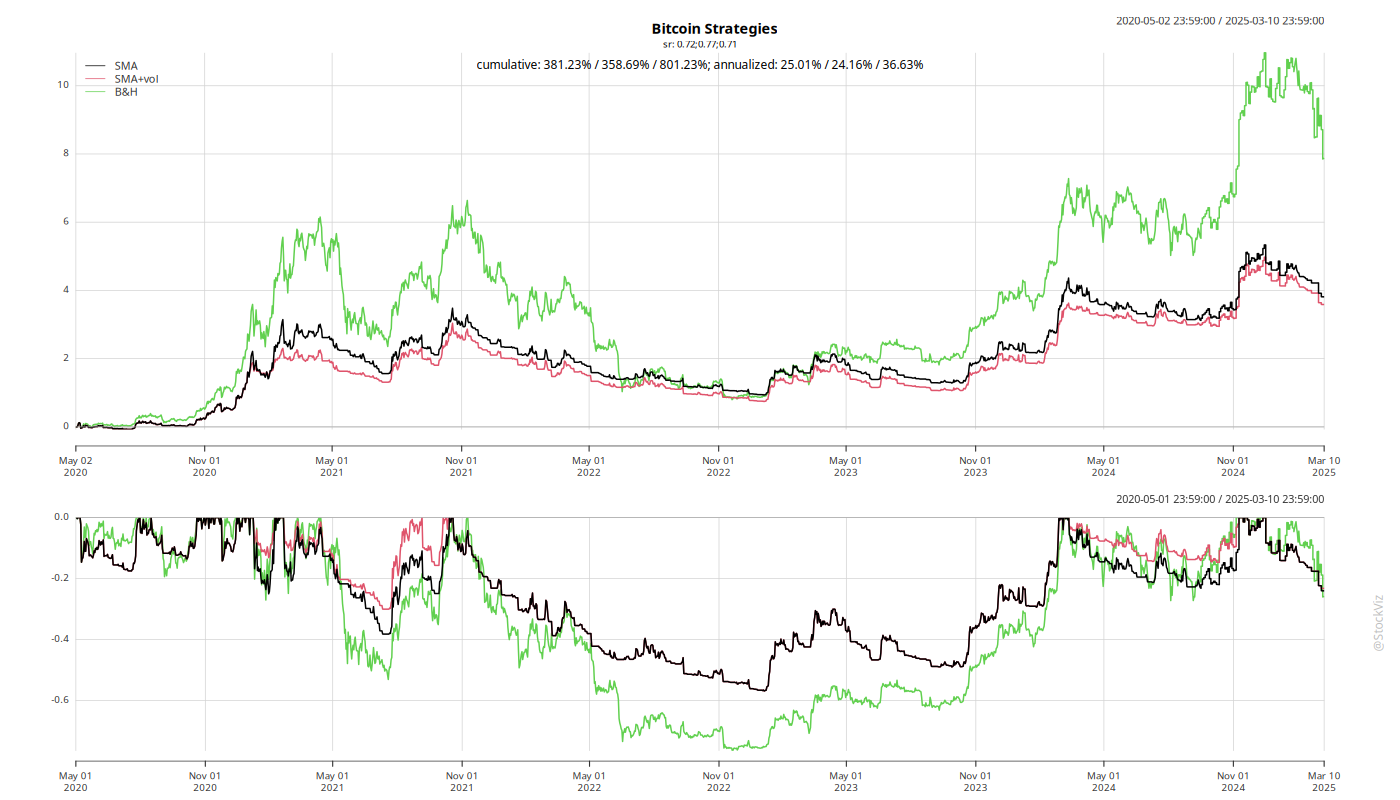 Bitcoin Strategies
2020-05-02 23:59:00 / 2025-03-10 23:59:00
sr: 0.72;0.77;0.71
cumulative: 381.23% / 358.69% / 801.23%; annualized: 25.01% / 24.16% / 36.63%
SMA
SMA+vol
B&H
10
8
6
4
2
0
May 02 2020
Nov 01 2020
May 01 2021
Nov 01 2021
May 01 2022
Nov 01 2022
May 01 2023
Nov 01 2023
May 01 2024
Nov 01 2024
Mar 10 2025
2020-05-01 23:59:00 / 2025-03-10 23:59:00
0.0
-0.2
-0.4
-0.6
May 01 2020
Nov 01 2020
May 01 2021
Nov 01 2021
May 01 2022
Nov 01 2022
May 01 2023
Nov 01 2023
May 01 2024
Nov 01 2024
Mar 10 2025
@StockViz